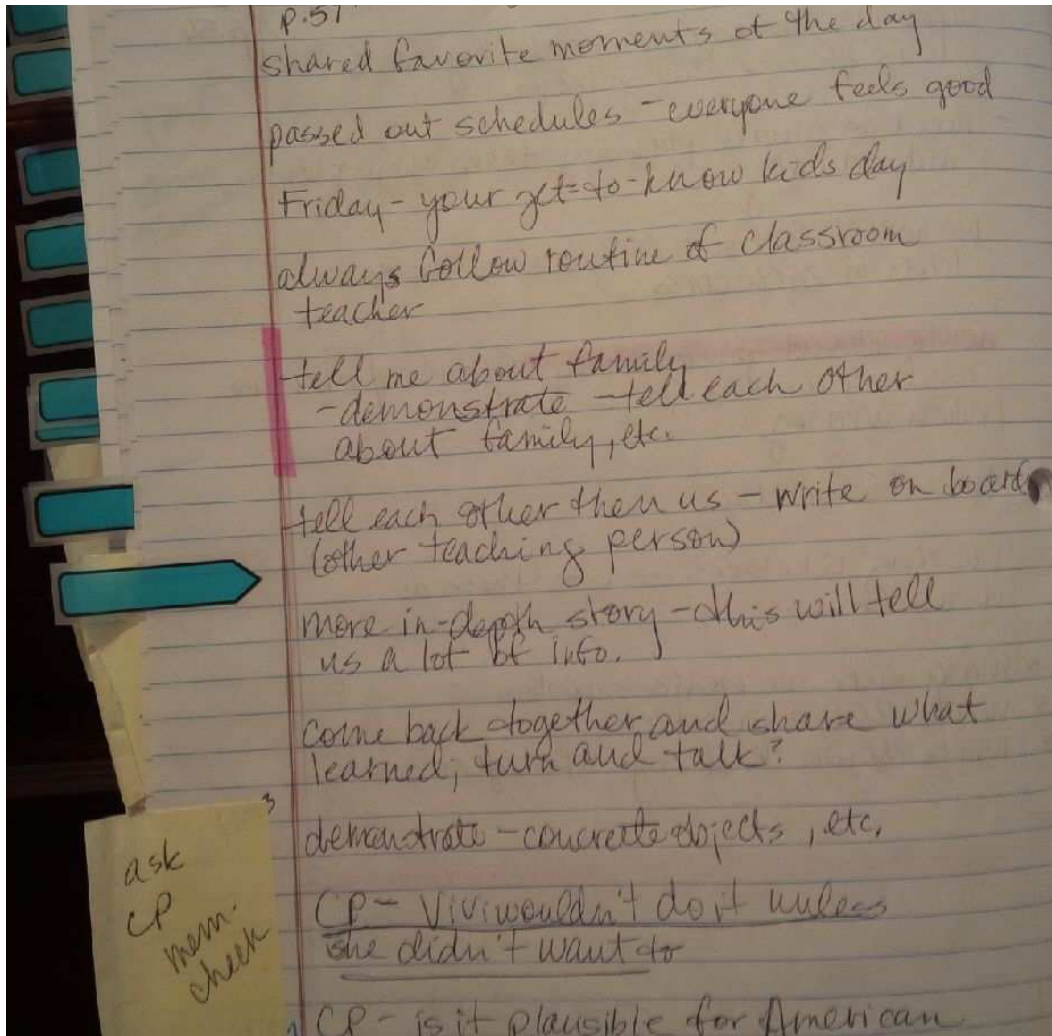 p.57
shared favorite moments of the day
passed out schedules - everyone feels good
Friday - your get-to-know kids day
always follow routine of classroom
teacher
tell me about family
- demonstrate - tell each other
about family, etc.
tell each other then us - write on board
(other teaching person)
more in-depth story - this will tell
us a lot of info.
come back together and share what
learned; turn and talk?
demonstrate - concrete objects, etc.
CP - Vivi wouldn't do it unless
she didn't want to
CP - is it plausible for American
3
ask
CP
mem.
check